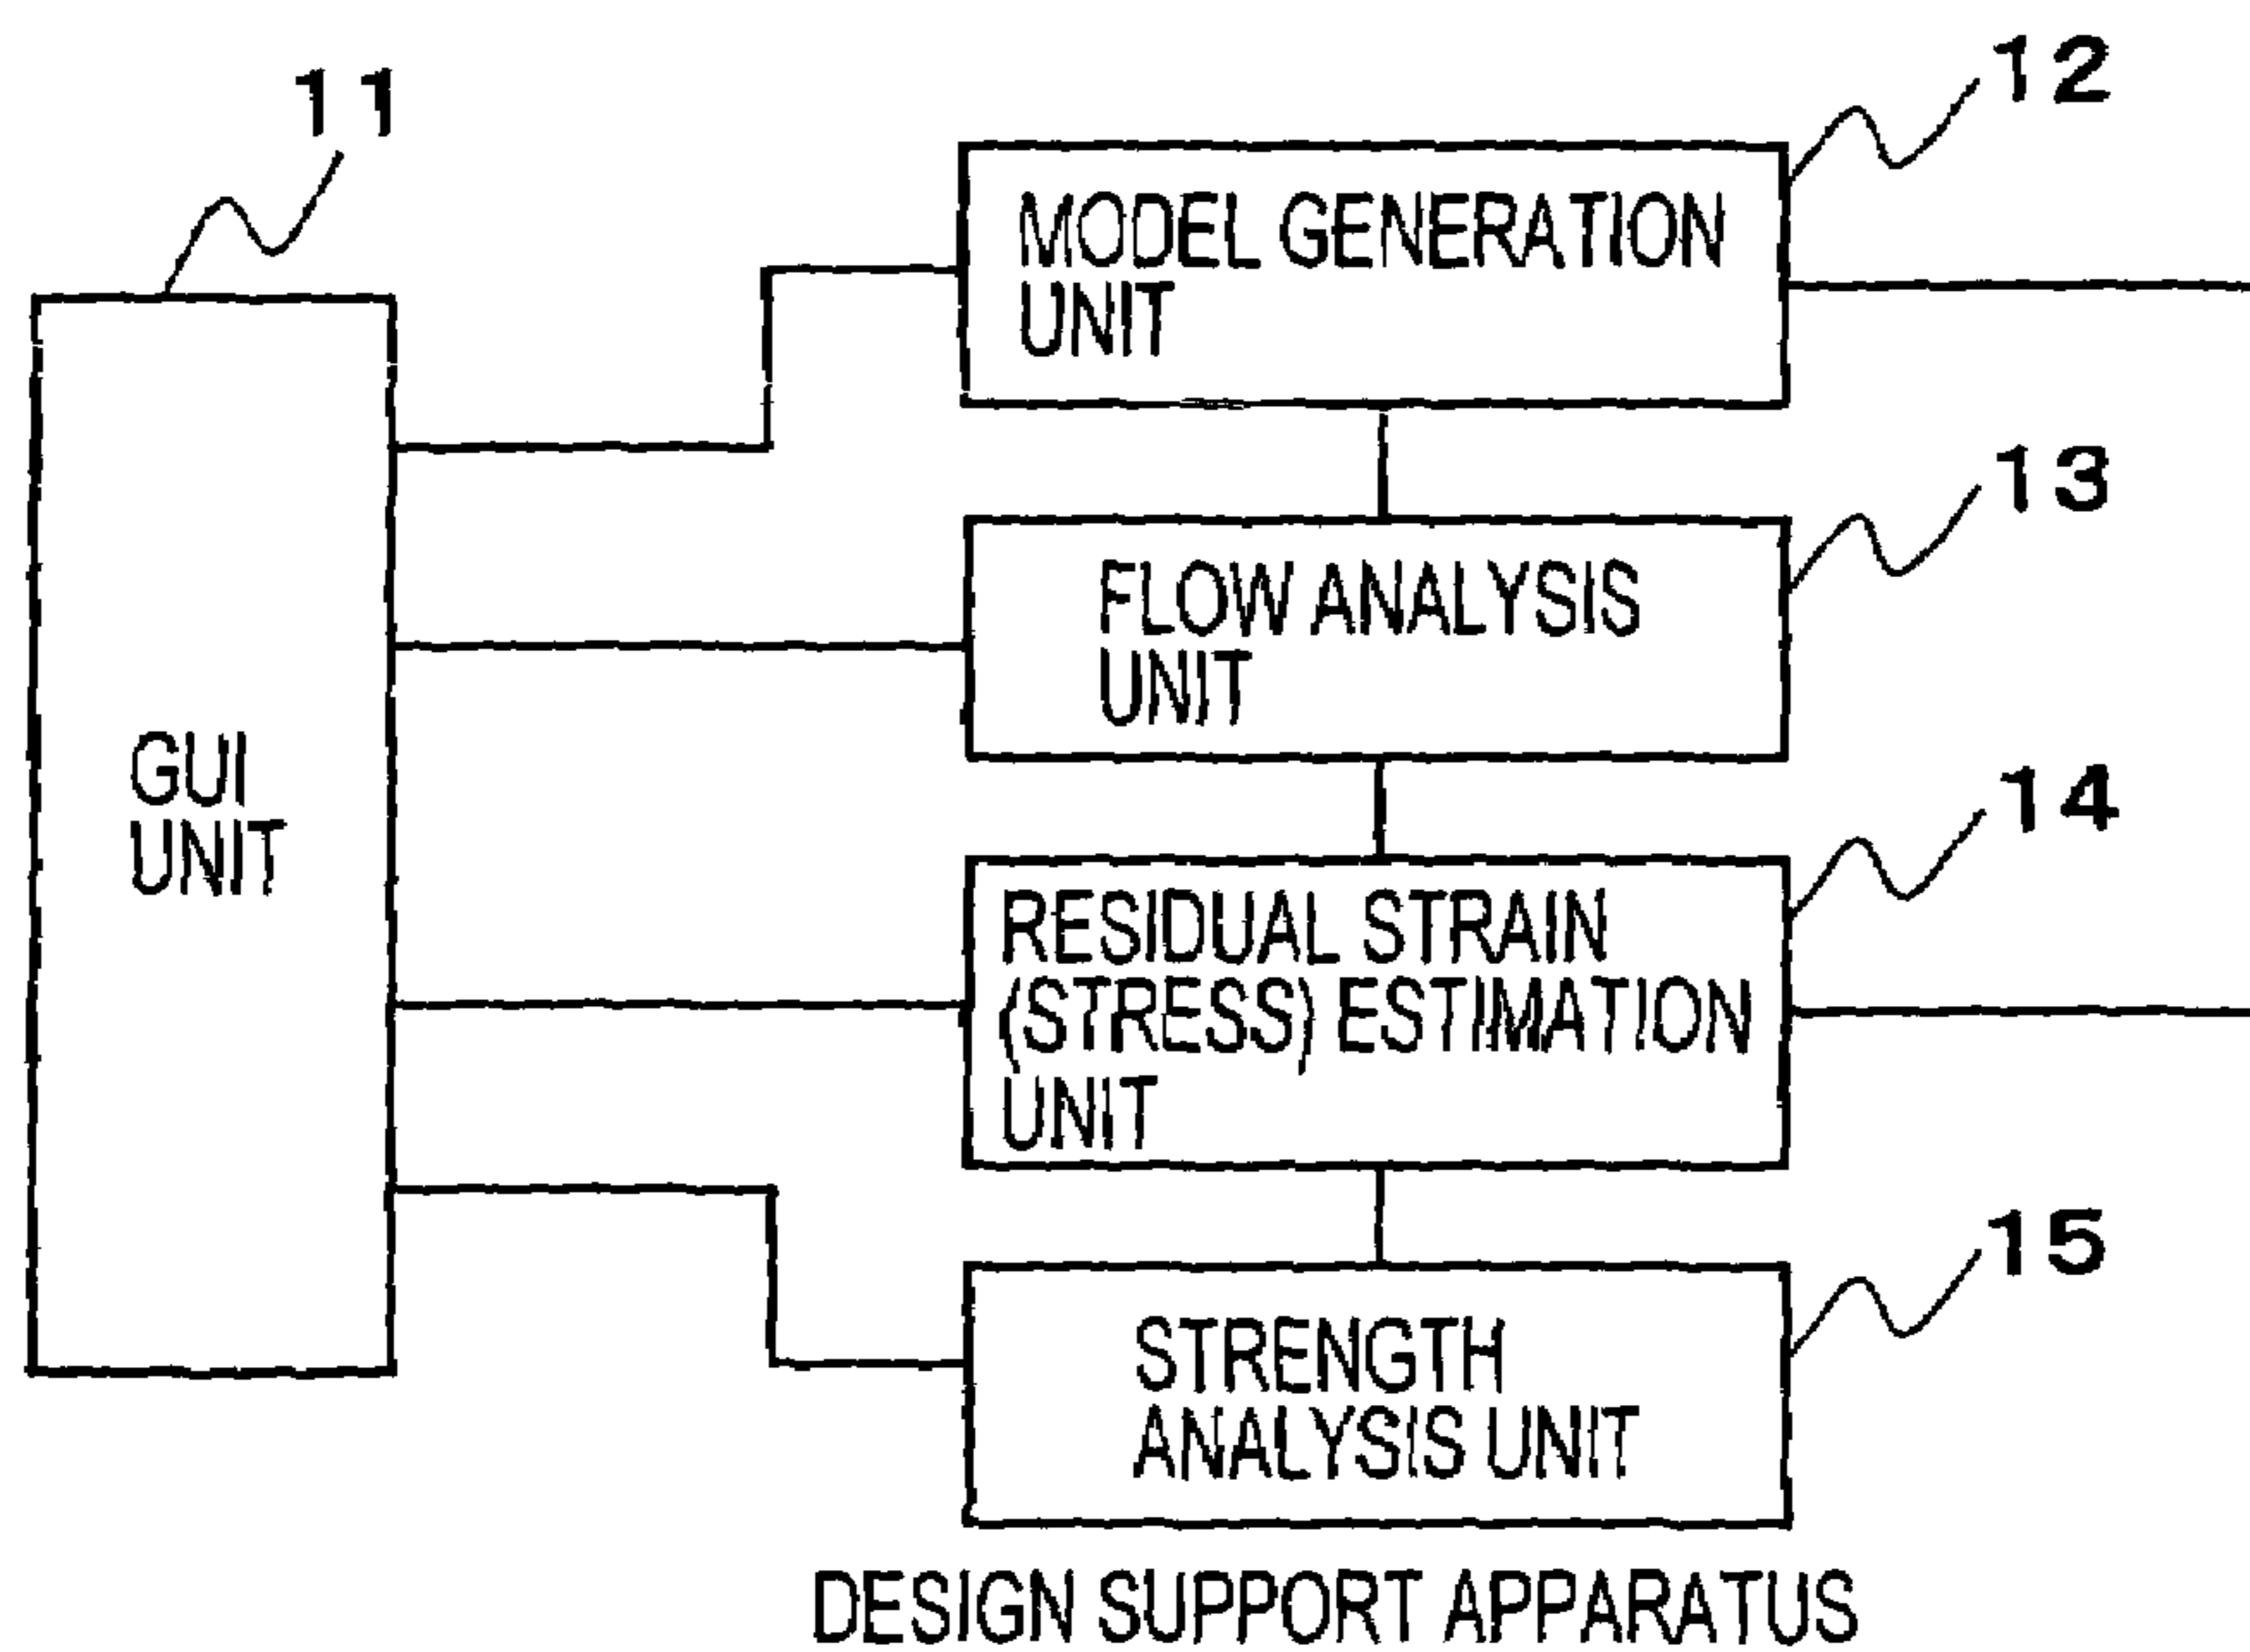 11
12
MODEL GENERATION
UNIT
13
FLOW ANALYSIS
UNIT
GUI
UNIT
14
RESIDUAL STRAIN
(STRESS) ESTIMATION
UNIT
15
STRENGTH
ANALYSIS UNIT
DESIGN SUPPORT APPARATUS